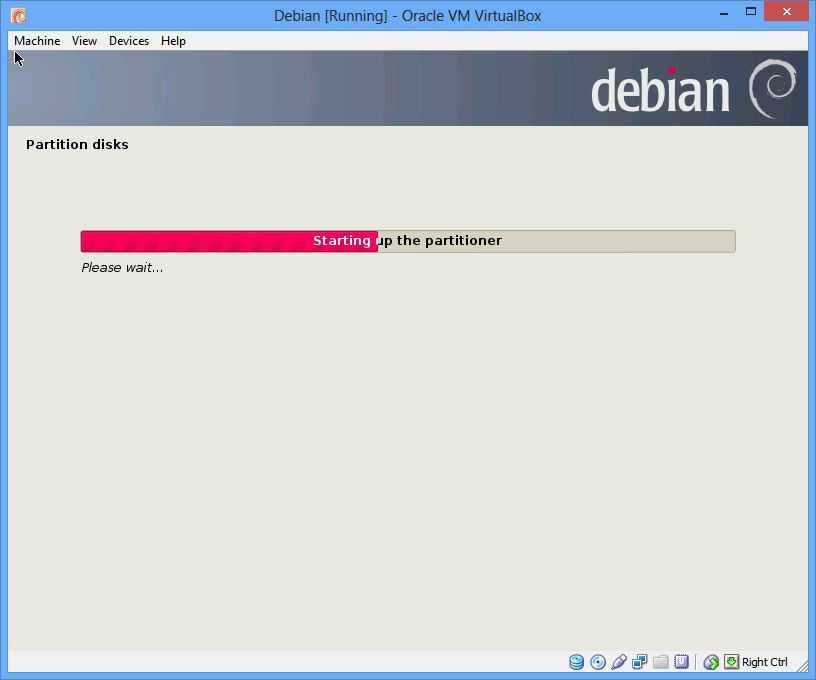 Debian [Running] - Oracle VM VirtualBox
Machine View Devices Help
debian
Partition disks
Starting up the partitioner
Please wait...
Right Ctrl